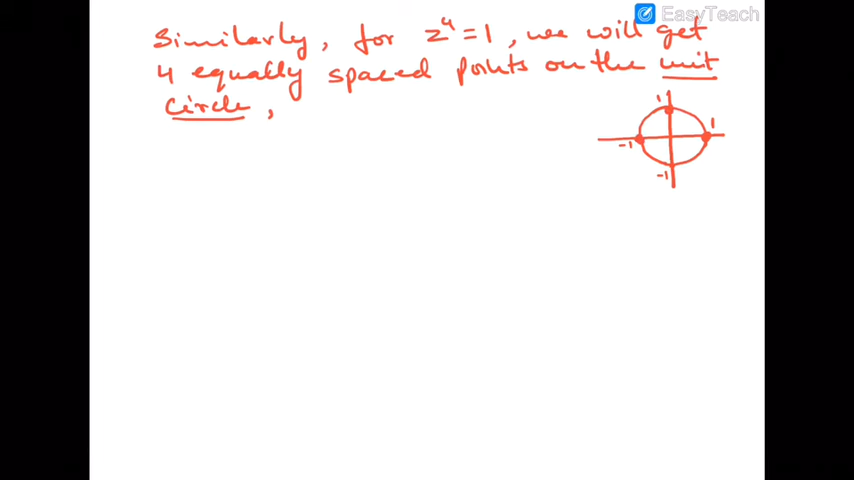 EasyTeach
Similarly, for z⁴ = 1, we will get
4 equally spaced points on the unit
circle,
1
1
-1
-1